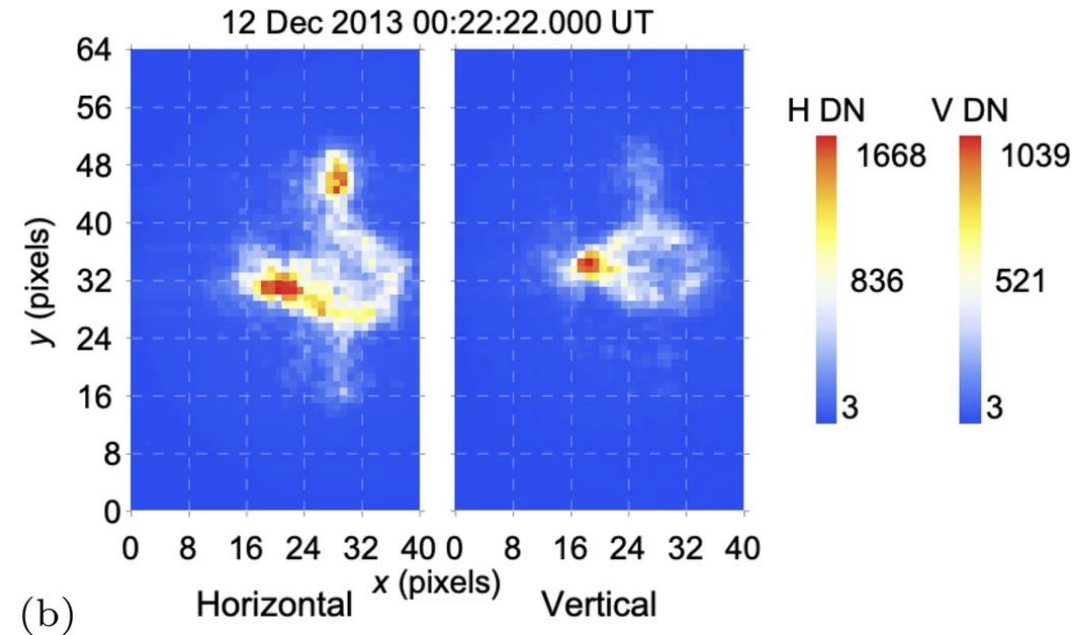 12 Dec 2013 00:22:22.000 UT
64
56
48
40
32
24
16
8
0
y (pixels)
0 8 16 24 32 40 0 8 16 24 32 40
x (pixels)
Horizontal Vertical
H DN V DN
1668 1039
836 521
3 3
(b)